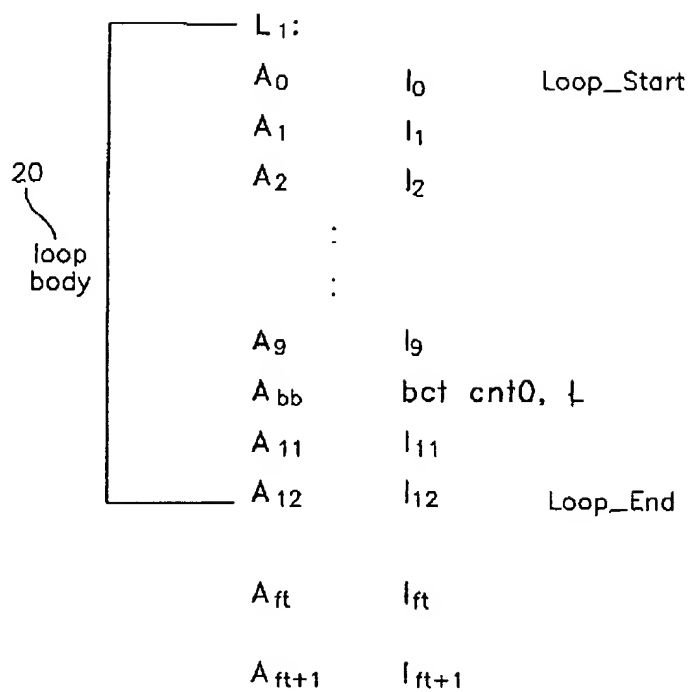 L1:
A0 I0 Loop_Start
A1 I1
A2 I2
20
loop
body
:
:
A9 I9
Abb bct cnt0, L
A11 I11
A12 I12 Loop_End
Aft Ift
Aft+1 Ift+1